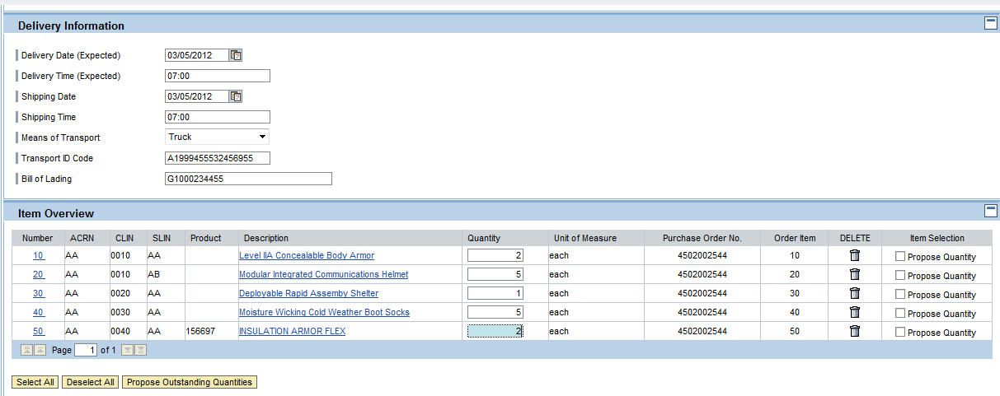 Delivery Information
Delivery Date (Expected) 03/05/2012
Delivery Time (Expected) 07:00
Shipping Date 03/05/2012
Shipping Time 07:00
Means of Transport Truck
Transport ID Code A1999455532456955
Bill of Lading G1000234455
Item Overview
Number ACRN CLIN SLIN Product Description Quantity Unit of Measure Purchase Order No. Order Item DELETE Item Selection
10 AA 0010 AA Level IIA Concealable Body Armor 2 each 4502002544 10 Propose Quantity
20 AA 0010 AB Modular Integrated Communications Helmet 5 each 4502002544 20 Propose Quantity
30 AA 0020 AA Deployable Rapid Assemby Shelter 1 each 4502002544 30 Propose Quantity
40 AA 0030 AA Moisture Wicking Cold Weather Boot Socks 5 each 4502002544 40 Propose Quantity
50 AA 0040 AA 156697 INSULATION ARMOR FLEX 2 each 4502002544 50 Propose Quantity
Page 1 of 1
Select All Deselect All Propose Outstanding Quantities